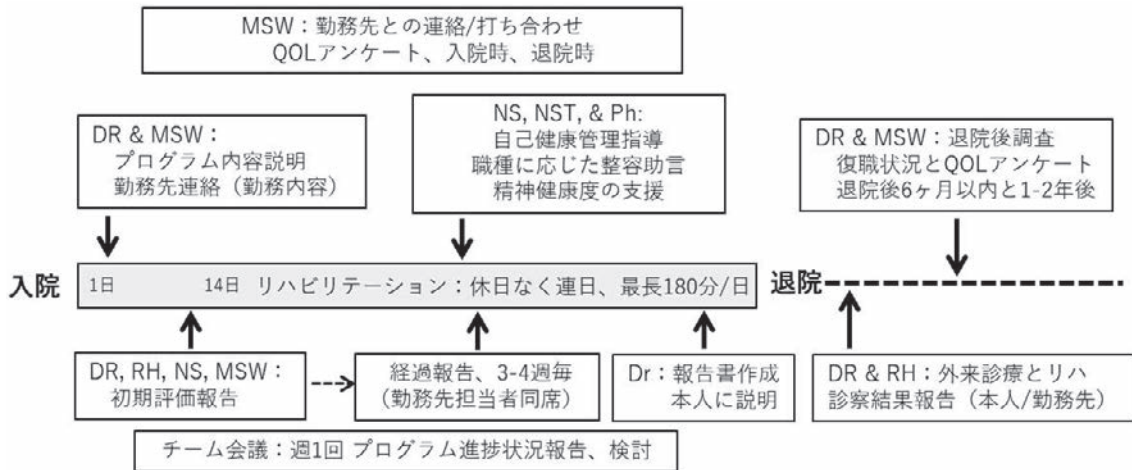 MSW：勤務先との連絡/打ち合わせ
QOLアンケート、入院時、退院時
DR & MSW：
プログラム内容説明
勤務先連絡（勤務内容）
NS, NST, & Ph:
自己健康管理指導
職種に応じた整容助言
精神健康度の支援
DR & MSW：退院後調査
復職状況とQOLアンケート
退院後6ヶ月以内と1-2年後
入院
1日 14日 リハビリテーション：休日なく連日、最長180分/日
退院
DR, RH, NS, MSW：
初期評価報告
経過報告、3-4週毎
(勤務先担当者同席)
Dr：報告書作成
本人に説明
DR & RH：外来診療とリハ
診察結果報告（本人/勤務先）
チーム会議：週1回 プログラム進捗状況報告、検討